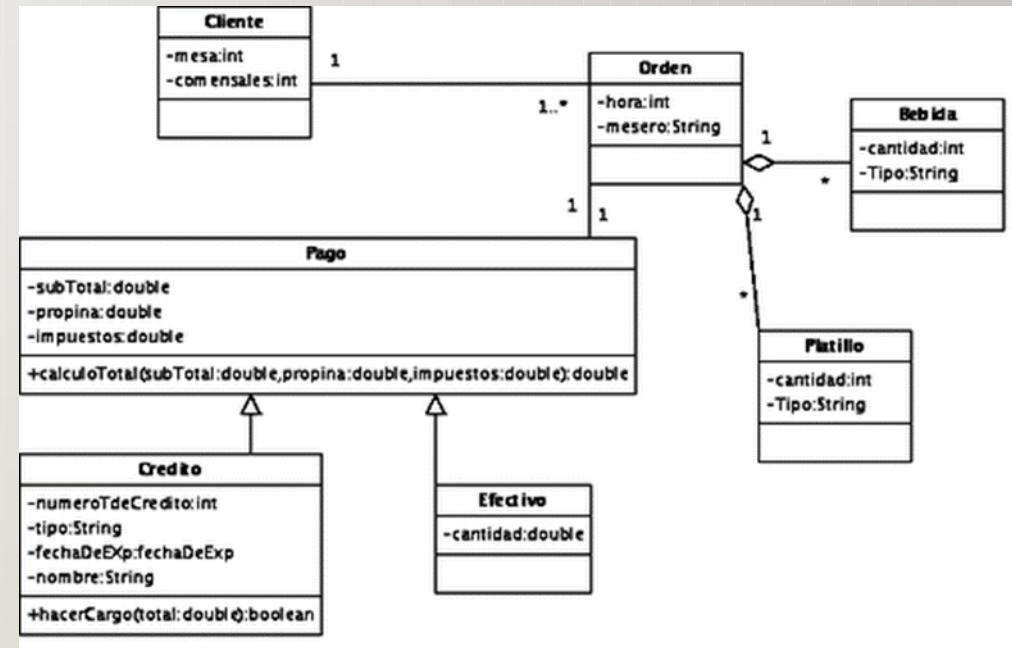 Cliente
-mesa:int
-comensales:int
1
1..*
Orden
-hora:int
-mesero:String
1
*
Bebida
-cantidad:int
-Tipo:String
1
1
1
*
Pago
-subTotal:double
-propina:double
-impuestos:double
+calculoTotal(subTotal:double,propina:double,impuestos:double):double
Platillo
-cantidad:int
-Tipo:String
Credito
-numeroTdeCredito:int
-tipo:String
-fechaDeEXp:fechaDeExp
-nombre:String
+hacerCargo(total:double):boolean
Efectivo
-cantidad:double